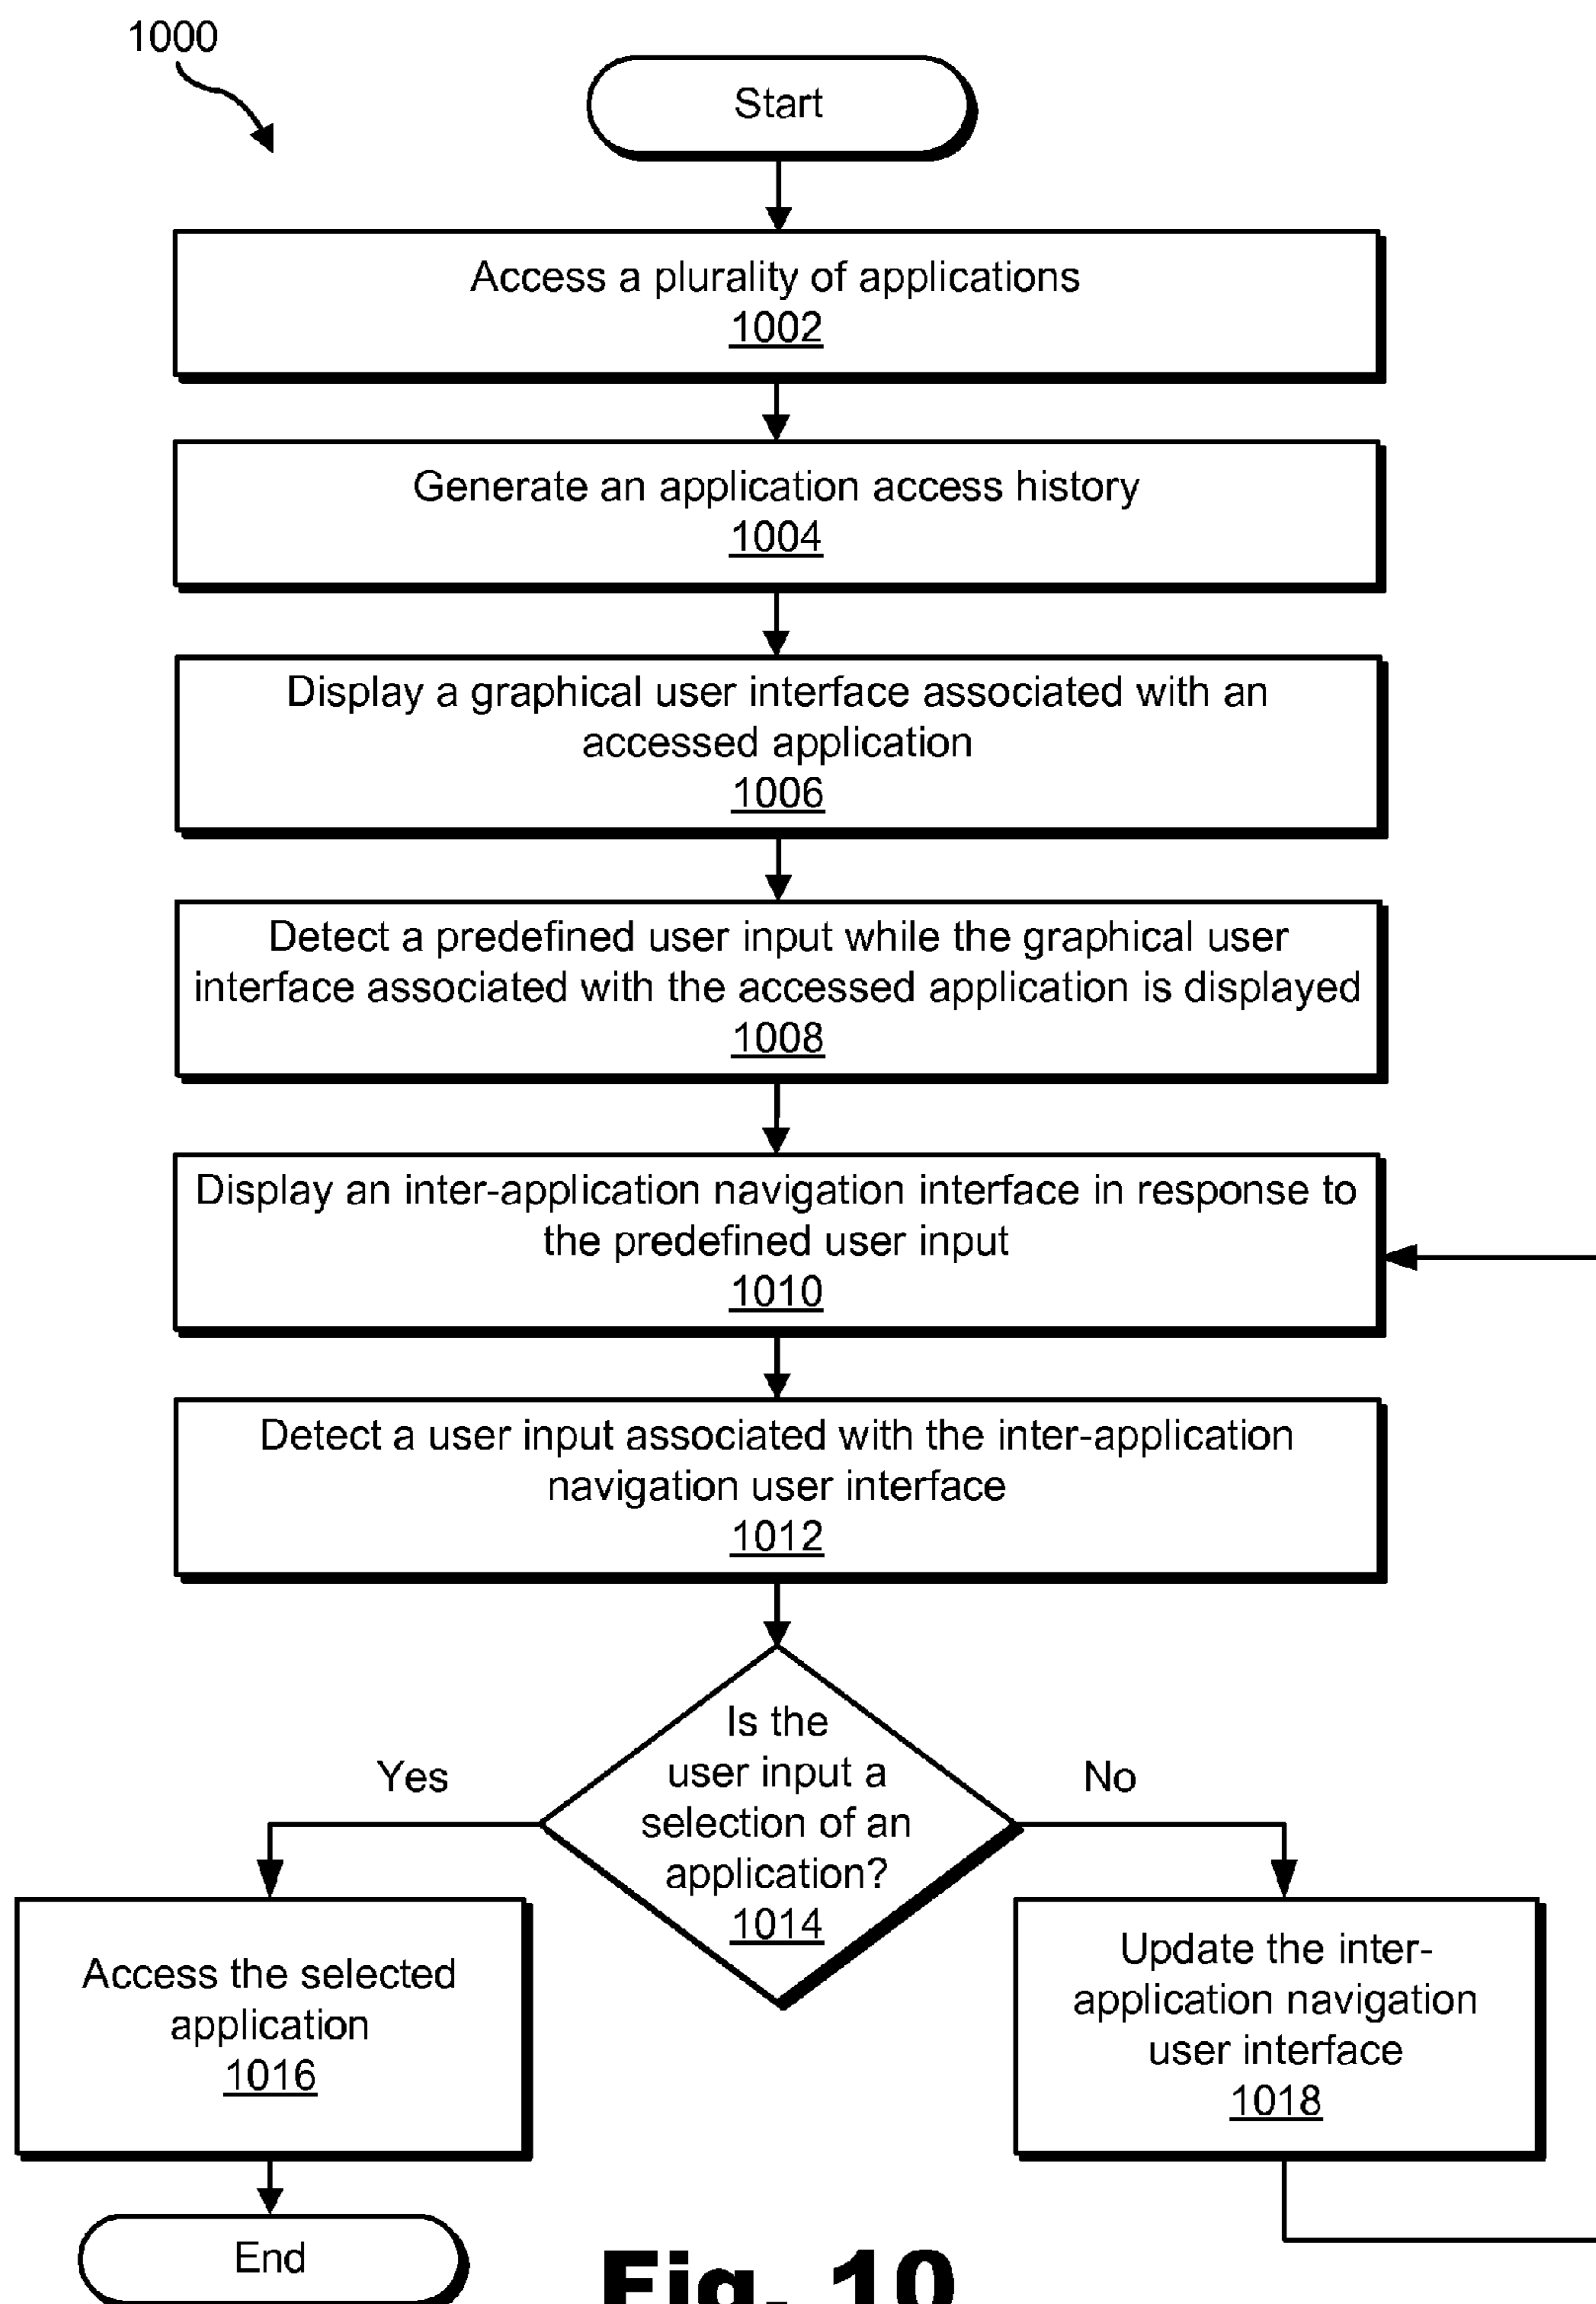 1000
Start
Access a plurality of applications
1002
Generate an application access history
1004
Display a graphical user interface associated with an
accessed application
1006
Detect a predefined user input while the graphical user
interface associated with the accessed application is displayed
1008
Display an inter-application navigation interface in response to
the predefined user input
1010
Detect a user input associated with the inter-application
navigation user interface
1012
Is the
user input a
selection of an
application?
1014
Yes
No
Access the selected
application
1016
Update the inter-
application navigation
user interface
1018
End
Fig. 10